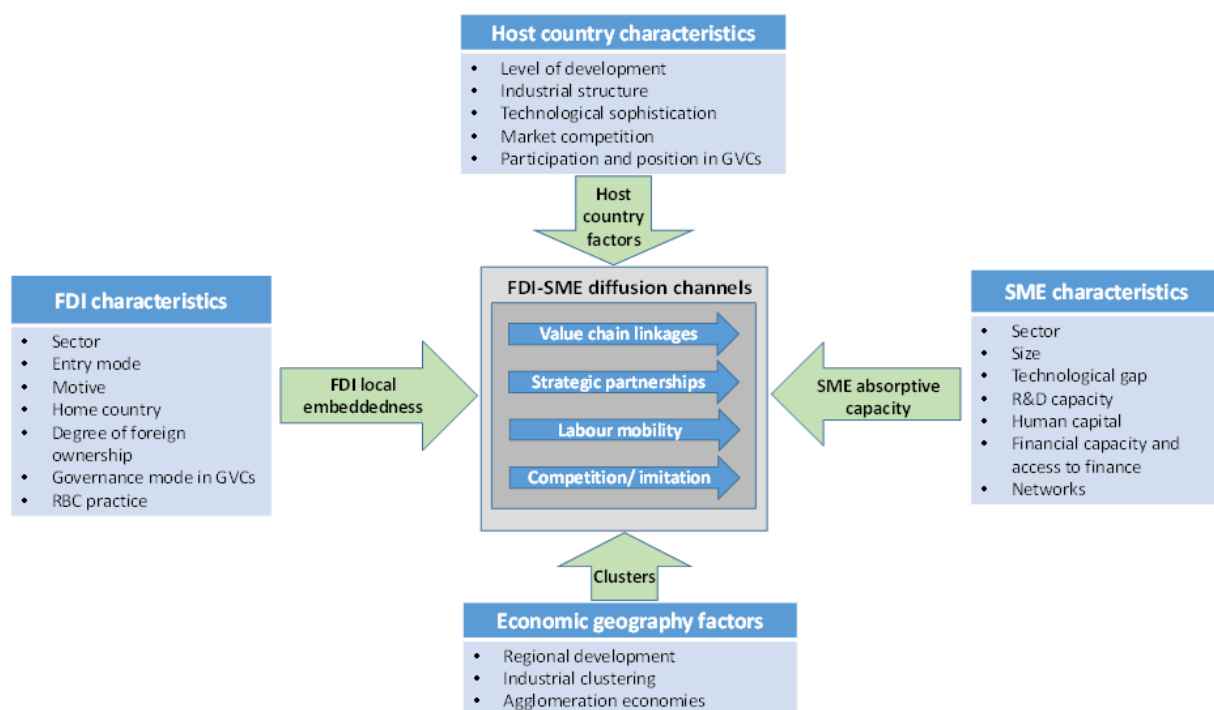 Host country characteristics
• Level of development
• Industrial structure
• Technological sophistication
• Market competition
• Participation and position in GVCs
Host
country
factors
FDI characteristics
• Sector
• Entry mode
• Motive
• Home country
• Degree of foreign
ownership
• Governance mode in GVCs
• RBC practice
FDI local
embeddedness
FDI-SME diffusion channels
Value chain linkages
Strategic partnerships
Labour mobility
Competition/ imitation
SME absorptive
capacity
SME characteristics
• Sector
• Size
• Technological gap
• R&D capacity
• Human capital
• Financial capacity and
access to finance
• Networks
Clusters
Economic geography factors
• Regional development
• Industrial clustering
• Agglomeration economies